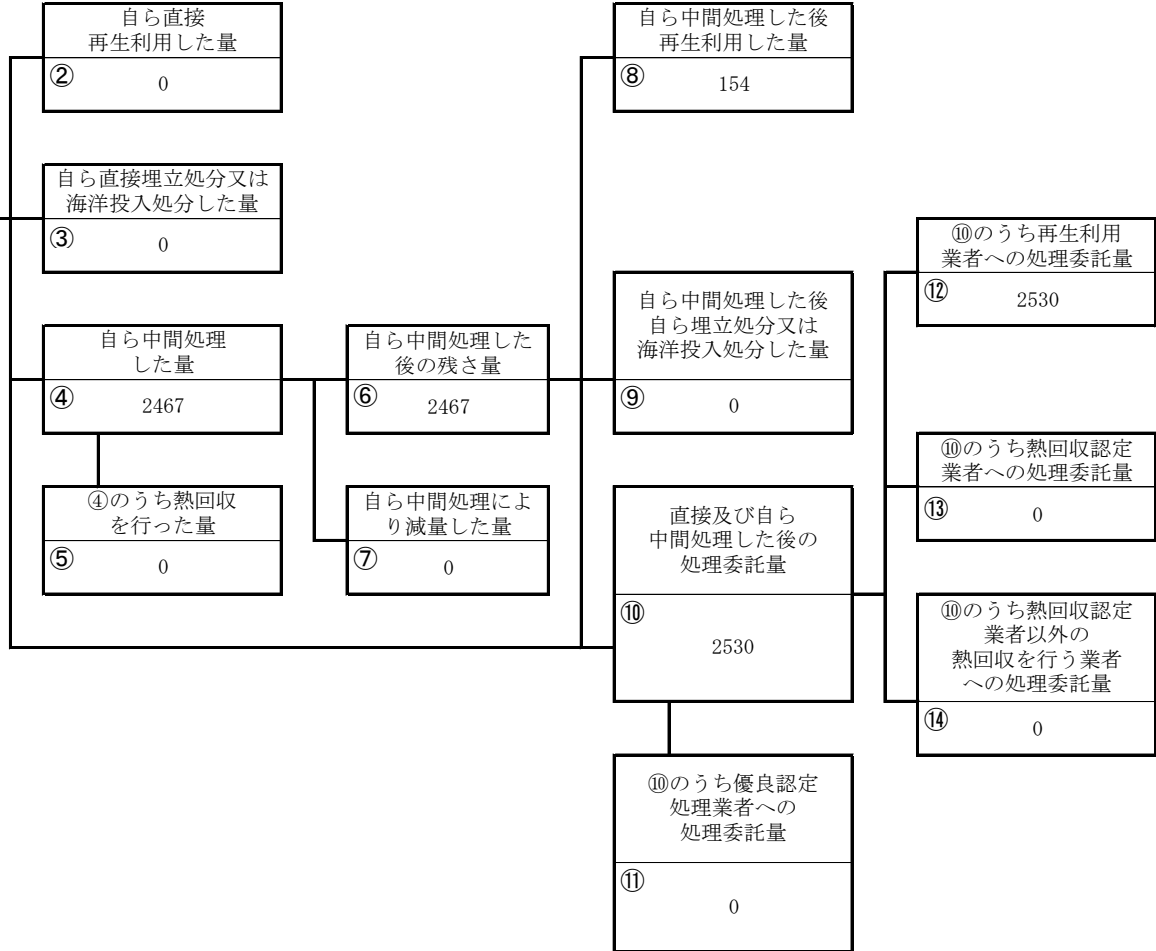 自ら直接
再生利用した量
②
0
自ら直接埋立処分又は
海洋投入処分した量
③
0
自ら中間処理
した量
④
2467
④のうち熱回収
を行った量
⑤
0
自ら中間処理した
後の残さ量
⑥
2467
自ら中間処理によ
り減量した量
⑦
0
自ら中間処理した後
再生利用した量
⑧
154
自ら中間処理した後
自ら埋立処分又は
海洋投入処分した量
⑨
0
直接及び自ら
中間処理した後の
処理委託量
⑩
2530
⑩のうち優良認定
処理業者への
処理委託量
⑪
0
⑩のうち再生利用
業者への処理委託量
⑫
2530
⑩のうち熱回収認定
業者への処理委託量
⑬
0
⑩のうち熱回収認定
業者以外の
熱回収を行う業者
への処理委託量
⑭
0